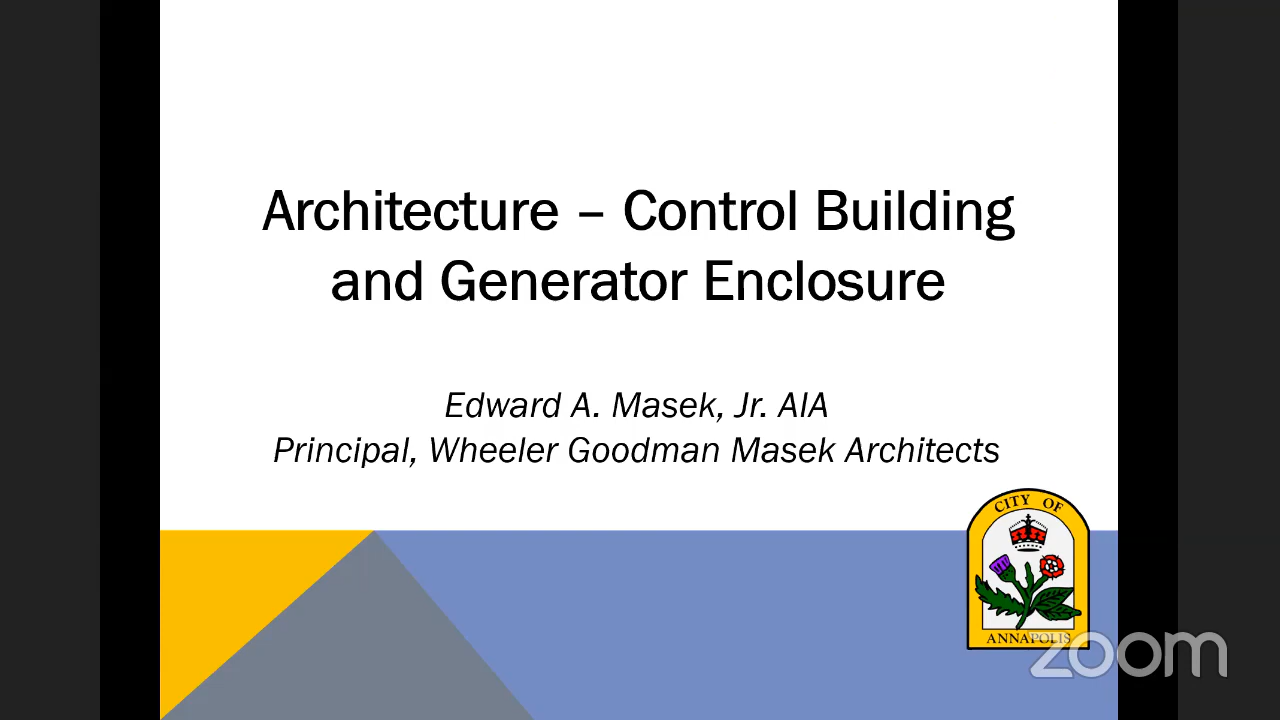 Architecture – Control Building
and Generator Enclosure
Edward A. Masek, Jr. AIA
Principal, Wheeler Goodman Masek Architects
CITY OF
ANNAPOLIS
zoom